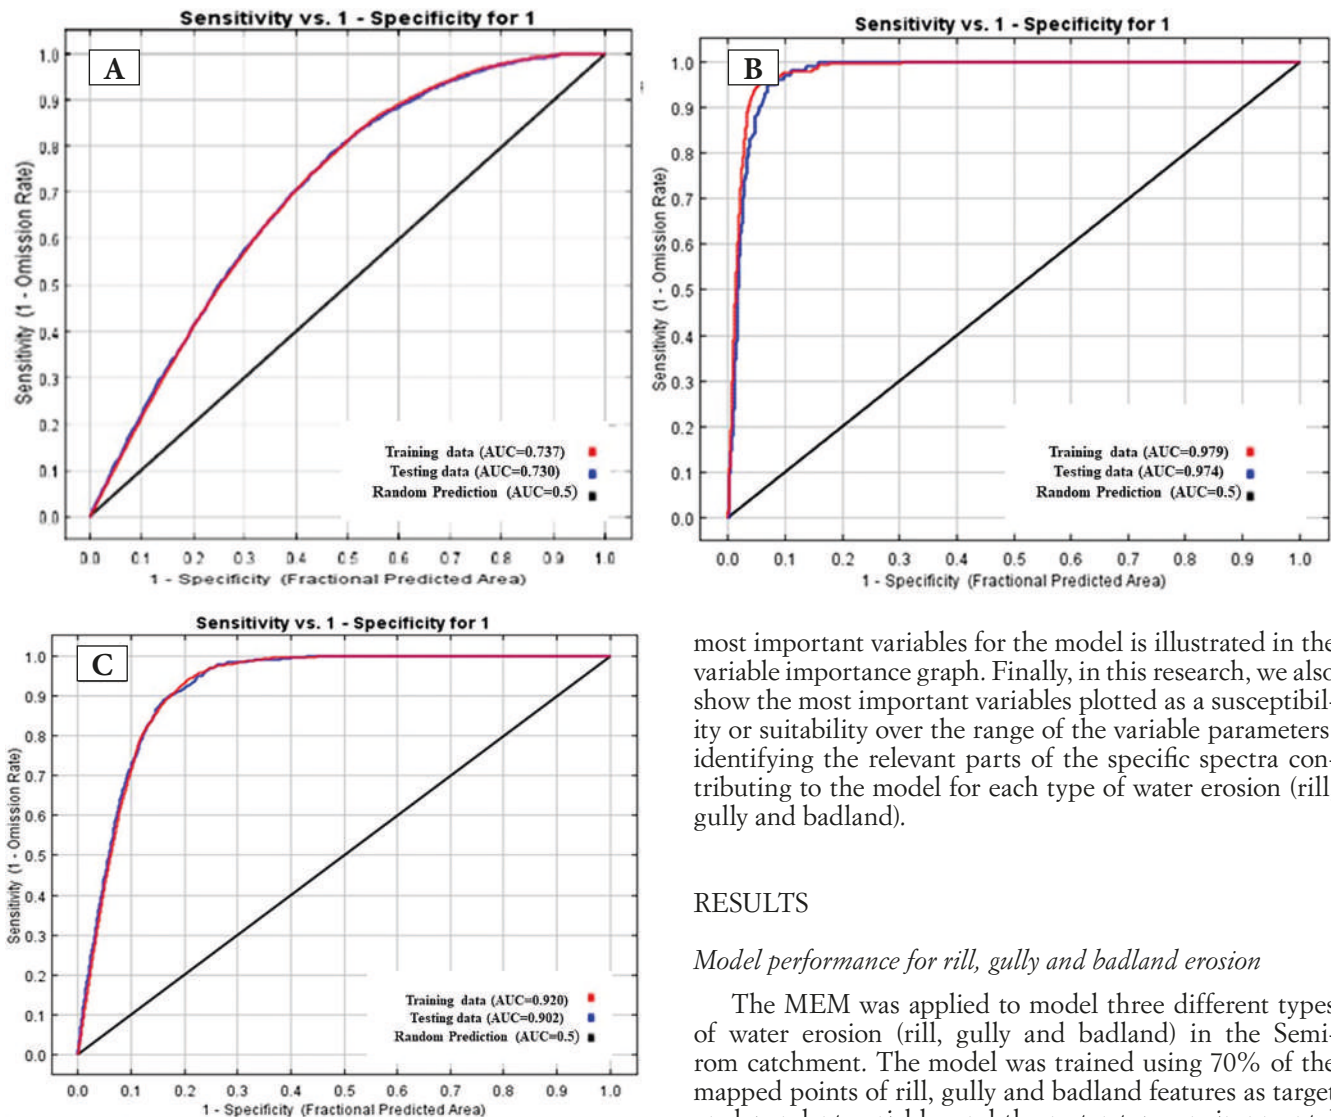 Sensitivity vs. 1 - Specificity for 1
A
Sensitivity (1 - Omission Rate)
1.0
0.9
0.8
0.7
0.6
0.5
0.4
0.3
0.2
0.1
0.0
Training data (AUC=0.737)
Testing data (AUC=0.730)
Random Prediction (AUC=0.5)
0.0 0.1 0.2 0.3 0.4 0.5 0.6 0.7 0.8 0.9 1.0
1 - Specificity (Fractional Predicted Area)
Sensitivity vs. 1 - Specificity for 1
B
Sensitivity (1 - Omission Rate)
1.0
0.9
0.8
0.7
0.6
0.5
0.4
0.3
0.2
0.1
0.0
Training data (AUC=0.979)
Testing data (AUC=0.974)
Random Prediction (AUC=0.5)
0.0 0.1 0.2 0.3 0.4 0.5 0.6 0.7 0.8 0.9 1.0
1 - Specificity (Fractional Predicted Area)
Sensitivity vs. 1 - Specificity for 1
C
Sensitivity (1 - Omission Rate)
1.0
0.9
0.8
0.7
0.6
0.5
0.4
0.3
0.2
0.1
0.0
Training data (AUC=0.920)
Testing data (AUC=0.902)
Random Prediction (AUC=0.5)
0.0 0.1 0.2 0.3 0.4 0.5 0.6 0.7 0.8 0.9 1.0
1 - Specificity (Fractional Predicted Area)
most important variables for the model is illustrated in the
variable importance graph. Finally, in this research, we also
show the most important variables plotted as a susceptibil-
ity or suitability over the range of the variable parameters
identifying the relevant parts of the specific spectra con-
tributing to the model for each type of water erosion (rill
gully and badland).
RESULTS
Model performance for rill, gully and badland erosion
The MEM was applied to model three different types
of water erosion (rill, gully and badland) in the Semi-
rom catchment. The model was trained using 70% of the
mapped points of rill, gully and badland features as target